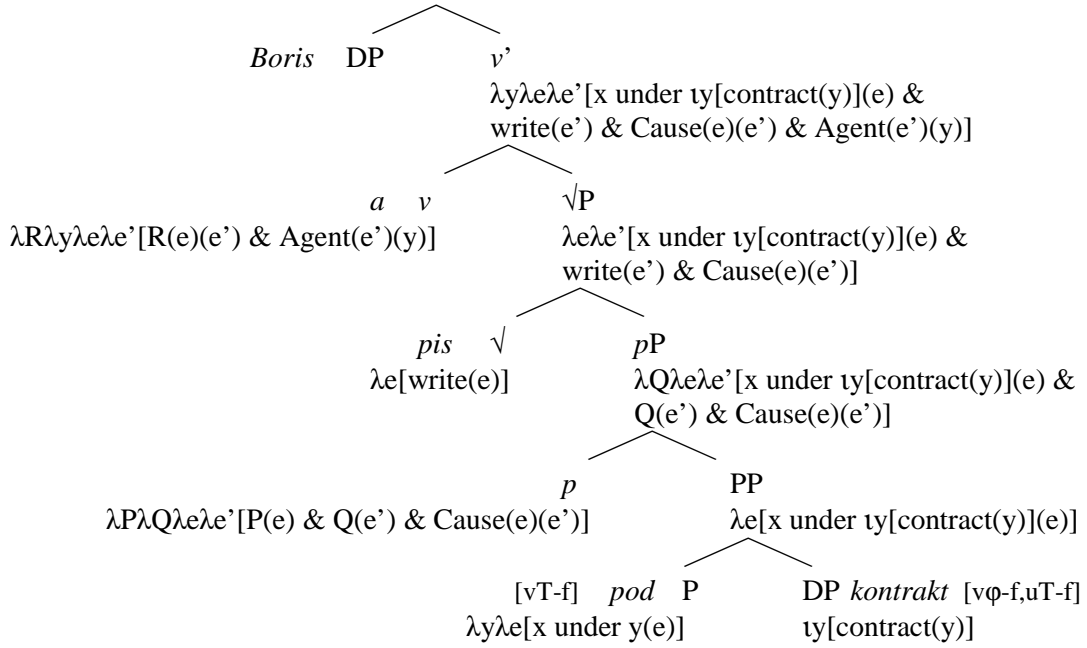 Boris DP v’
λyλeλe’[x under ιy[contract(y)](e) &
write(e’) & Cause(e)(e’) & Agent(e’)(y)]
a v √P
λRλyλeλe’[R(e)(e’) & Agent(e’)(y)] λeλe’[x under ιy[contract(y)](e) &
write(e’) & Cause(e)(e’)]
pis √ pP
λe[write(e)] λQλeλe’[x under ιy[contract(y)](e) &
Q(e’) & Cause(e)(e’)]
p PP
λPλQλeλe’[P(e) & Q(e’) & Cause(e)(e’)] λe[x under ιy[contract(y)](e)]
[vT-f] pod P DP kontrakt [vφ-f,uT-f]
λyλe[x under y(e)] ιy[contract(y)]